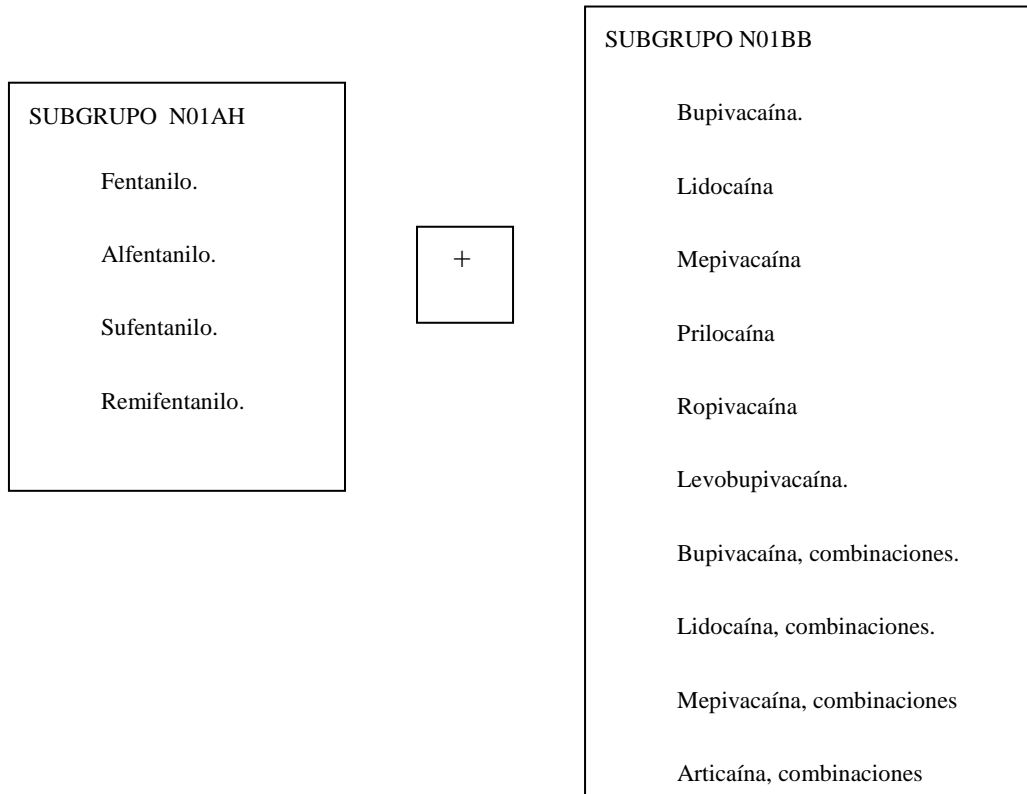 SUBGRUPO N01AH
Fentanilo.
Alfentanilo.
Sufentanilo.
Remifentanilo.
+
SUBGRUPO N01BB
Bupivacaína.
Lidocaína
Mepivacaína
Prilocaína
Ropivacaína
Levobupivacaína.
Bupivacaína, combinaciones.
Lidocaína, combinaciones.
Mepivacaína, combinaciones
Articaína, combinaciones